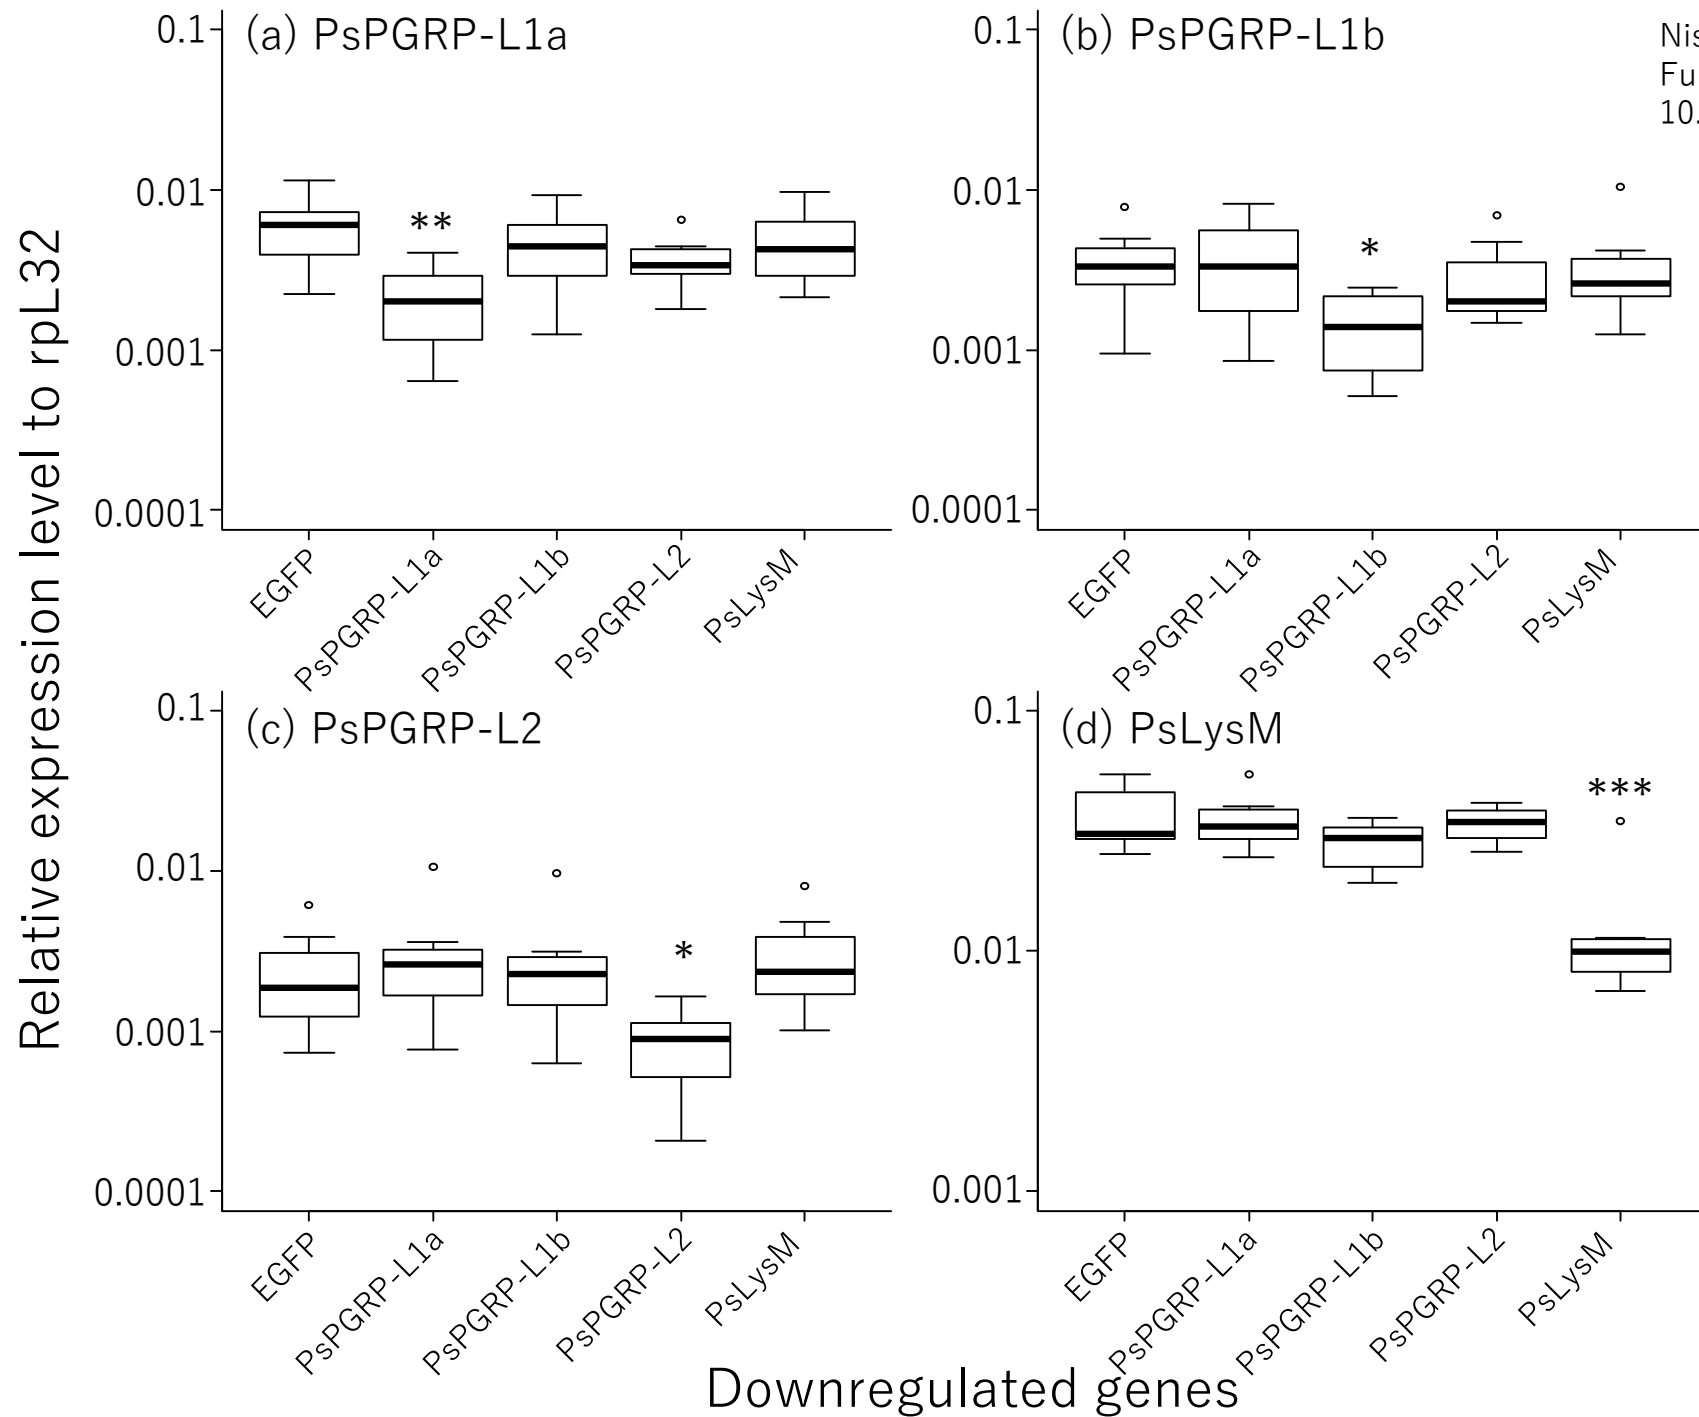 Relative expression level to rpL32
(a) PsPGRP-L1a
0.1
0.01
0.001
0.0001
**
EGFP
PsPGRP-L1a
PsPGRP-L1b
PsPGRP-L2
PsLysM
(b) PsPGRP-L1b
0.1
0.01
0.001
0.0001
*
EGFP
PsPGRP-L1a
PsPGRP-L1b
PsPGRP-L2
PsLysM
Nis
Fu
10.
(c) PsPGRP-L2
0.1
0.01
0.001
0.0001
*
EGFP
PsPGRP-L1a
PsPGRP-L1b
PsPGRP-L2
PsLysM
(d) PsLysM
0.1
0.01
0.001
***
EGFP
PsPGRP-L1a
PsPGRP-L1b
PsPGRP-L2
PsLysM
Downregulated genes